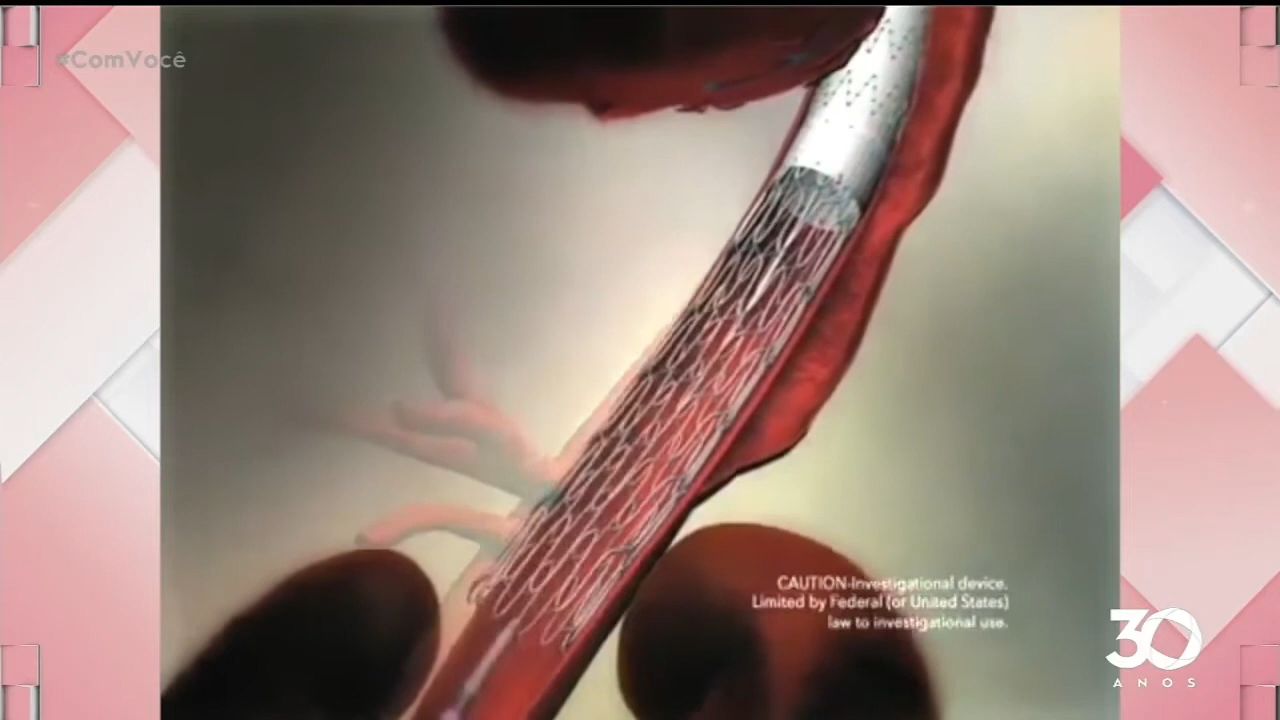 #ComVocê
CAUTION-Investigational device.
Limited by Federal (or United States)
law to investigational use.
30
ANOS